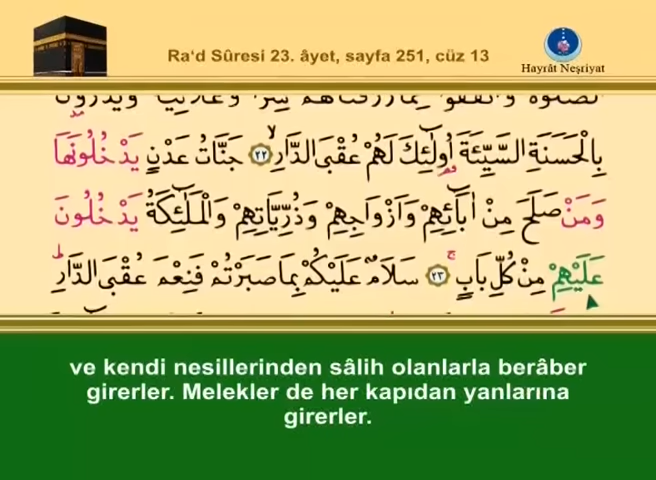 Ra'd Sûresi 23. âyet, sayfa 251, cüz 13
Hayrât Neşriyat
بِالْحَسَنَةِ السَّيِّئَةَ اُولٰٓئِكَ لَهُمْ عُقْبَى الدَّارِۙ ﴿٢٢﴾ جَنَّاتُ عَدْنٍ يَدْخُلُونَهَا
وَمَنْ صَلَحَ مِنْ اٰبَٓائِهِمْ وَاَزْوَاجِهِمْ وَذُرِّيَّاتِهِمْ وَالْمَلٰٓئِكَةُ يَدْخُلُونَ
عَلَيْهِمْ مِنْ كُلِّ بَابٍۚ ﴿٢٣﴾ سَلَامٌ عَلَيْكُمْ بِمَا صَبَرْتُمْ فَنِعْمَ عُقْبَى الدَّارِۜ
ve kendi nesillerinden sâlih olanlarla berâber
girerler. Melekler de her kapıdan yanlarına
girerler.